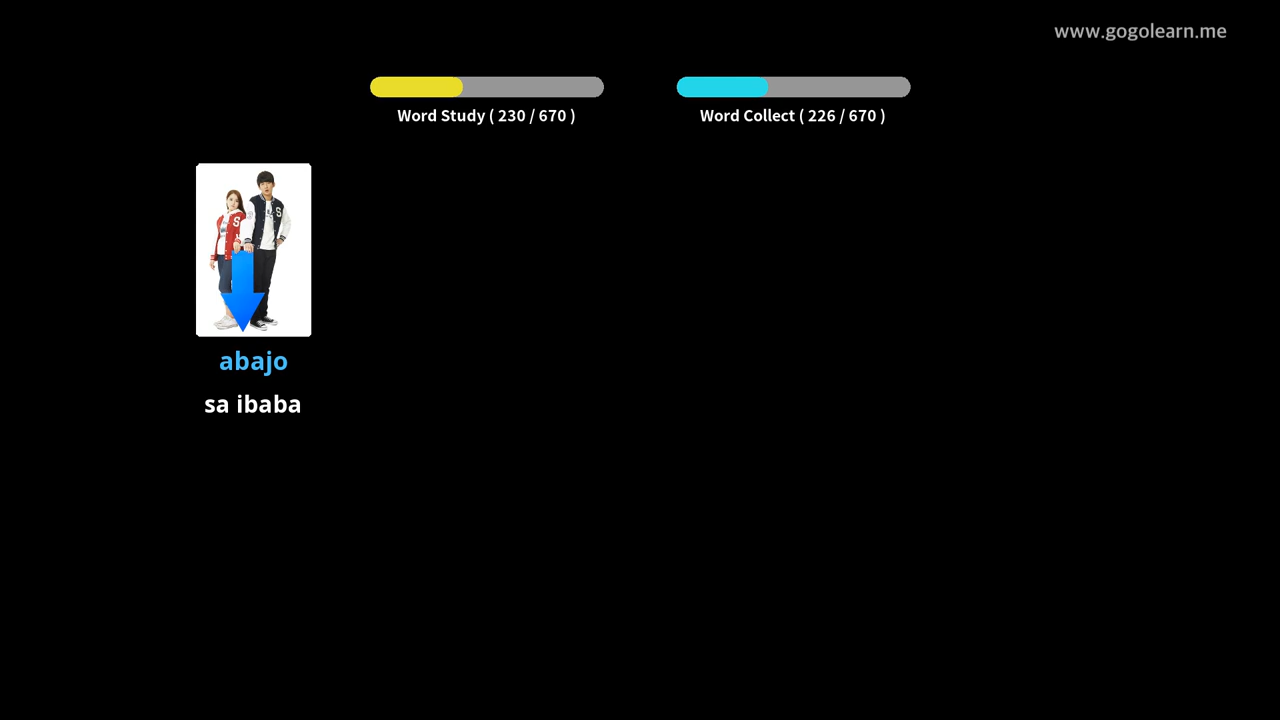 www.gogolearn.me
Word Study ( 230 / 670 )
Word Collect ( 226 / 670 )
S
S
abajo
sa ibaba